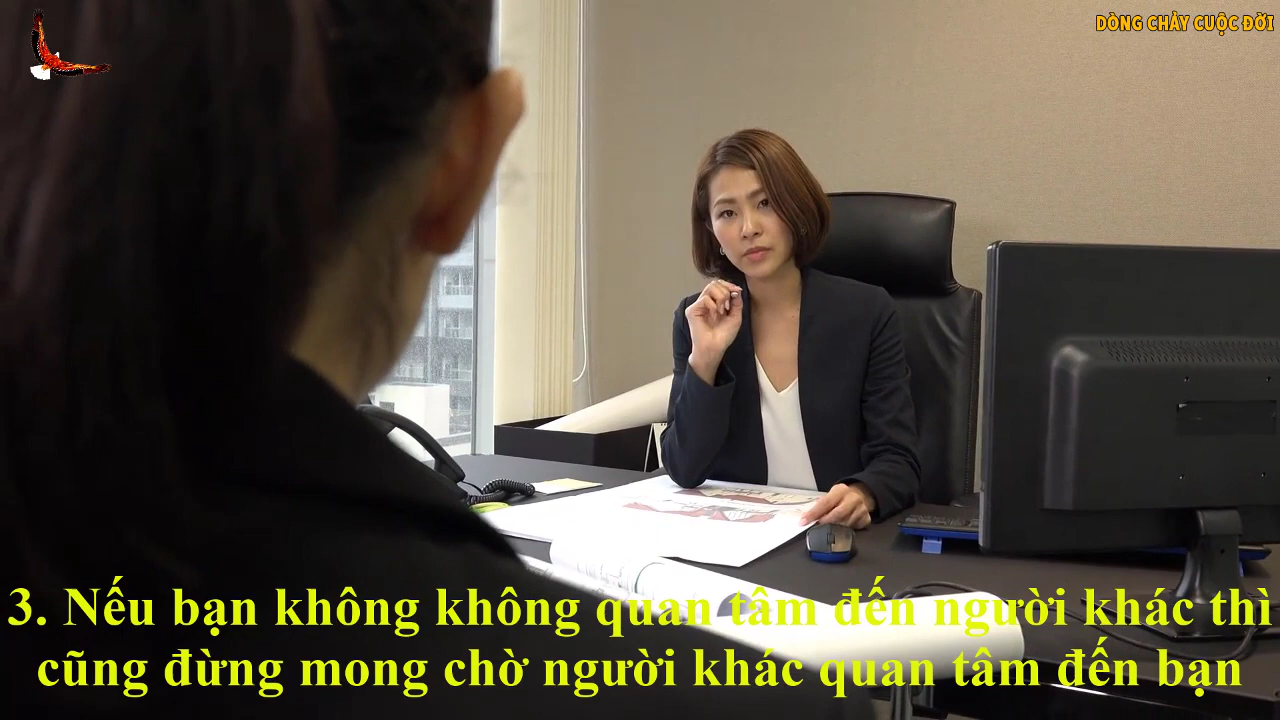 DÒNG CHẢY CUỘC ĐỜI
3. Nếu bạn không không quan tâm đến người khác thì
cũng đừng mong chờ người khác quan tâm đến bạn